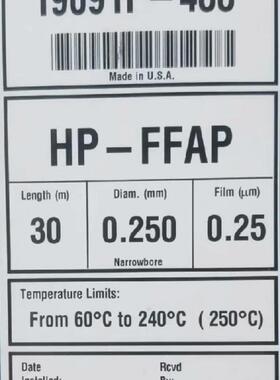 Made in U.S.A.
HP-FFAP
Length (m) Diam. (mm) Film (μm)
30 0.250 0.25
Narrowbore
Temperature Limits:
From 60°C to 240°C (250°C)
Date Rcvd